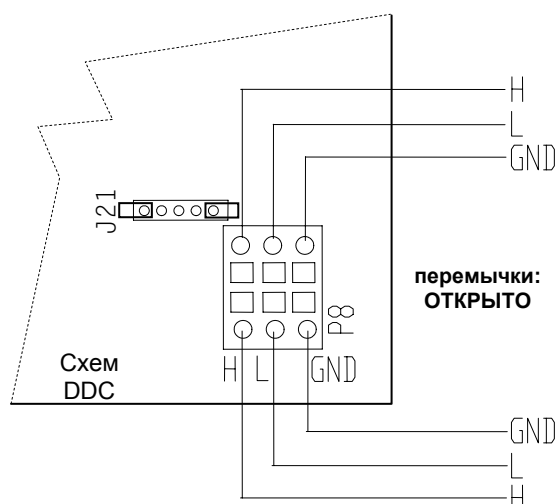 H
L
GND
J21
перемычки:
ОТКРЫТО
P8
Схем
DDC
H L GND
GND
L
H